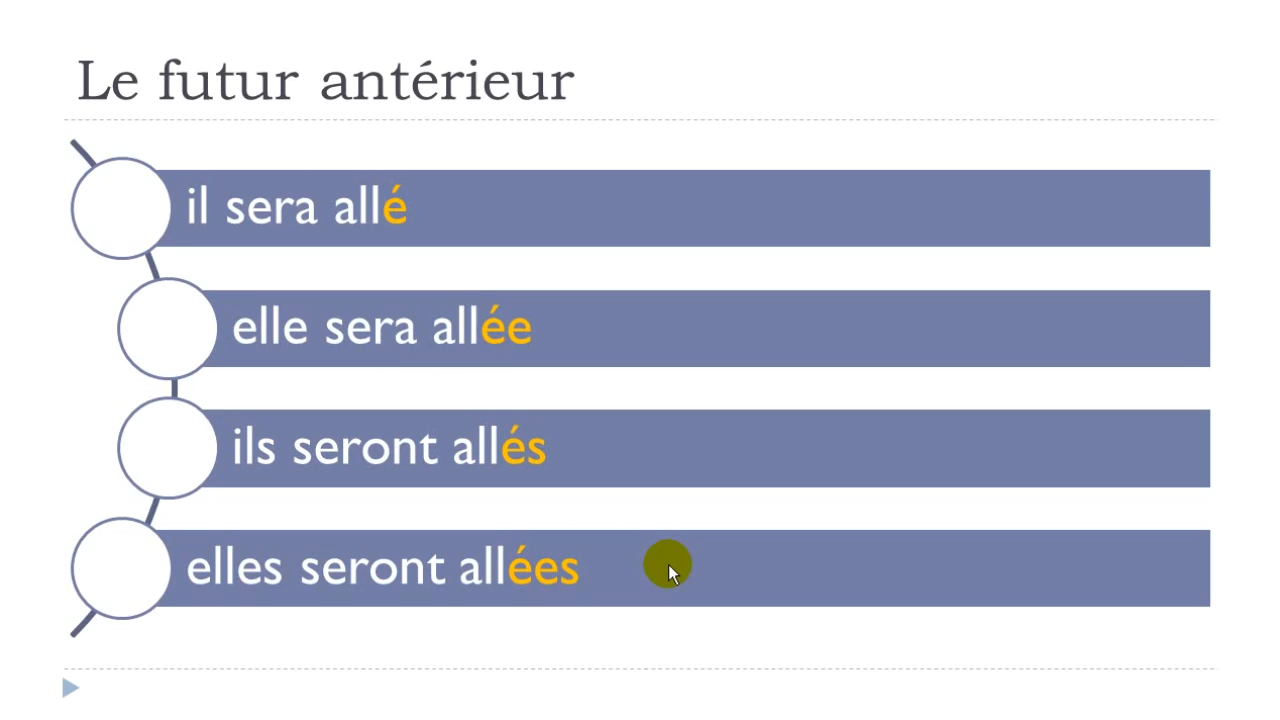 Le futur antérieur
il sera allé
elle sera allée
ils seront allés
elles seront allées